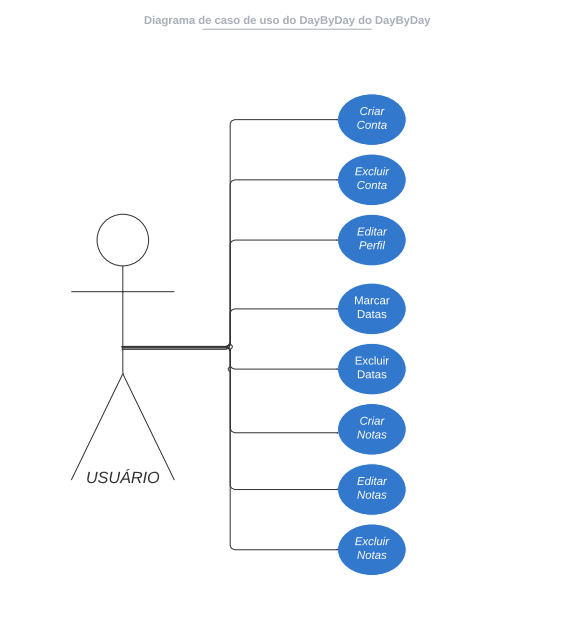 Diagrama de caso de uso do DayByDay do DayByDay
Criar
Conta
Excluir
Conta
Editar
Perfil
Marcar
Datas
Excluir
Datas
Criar
Notas
USUÁRIO
Editar
Notas
Excluir
Notas